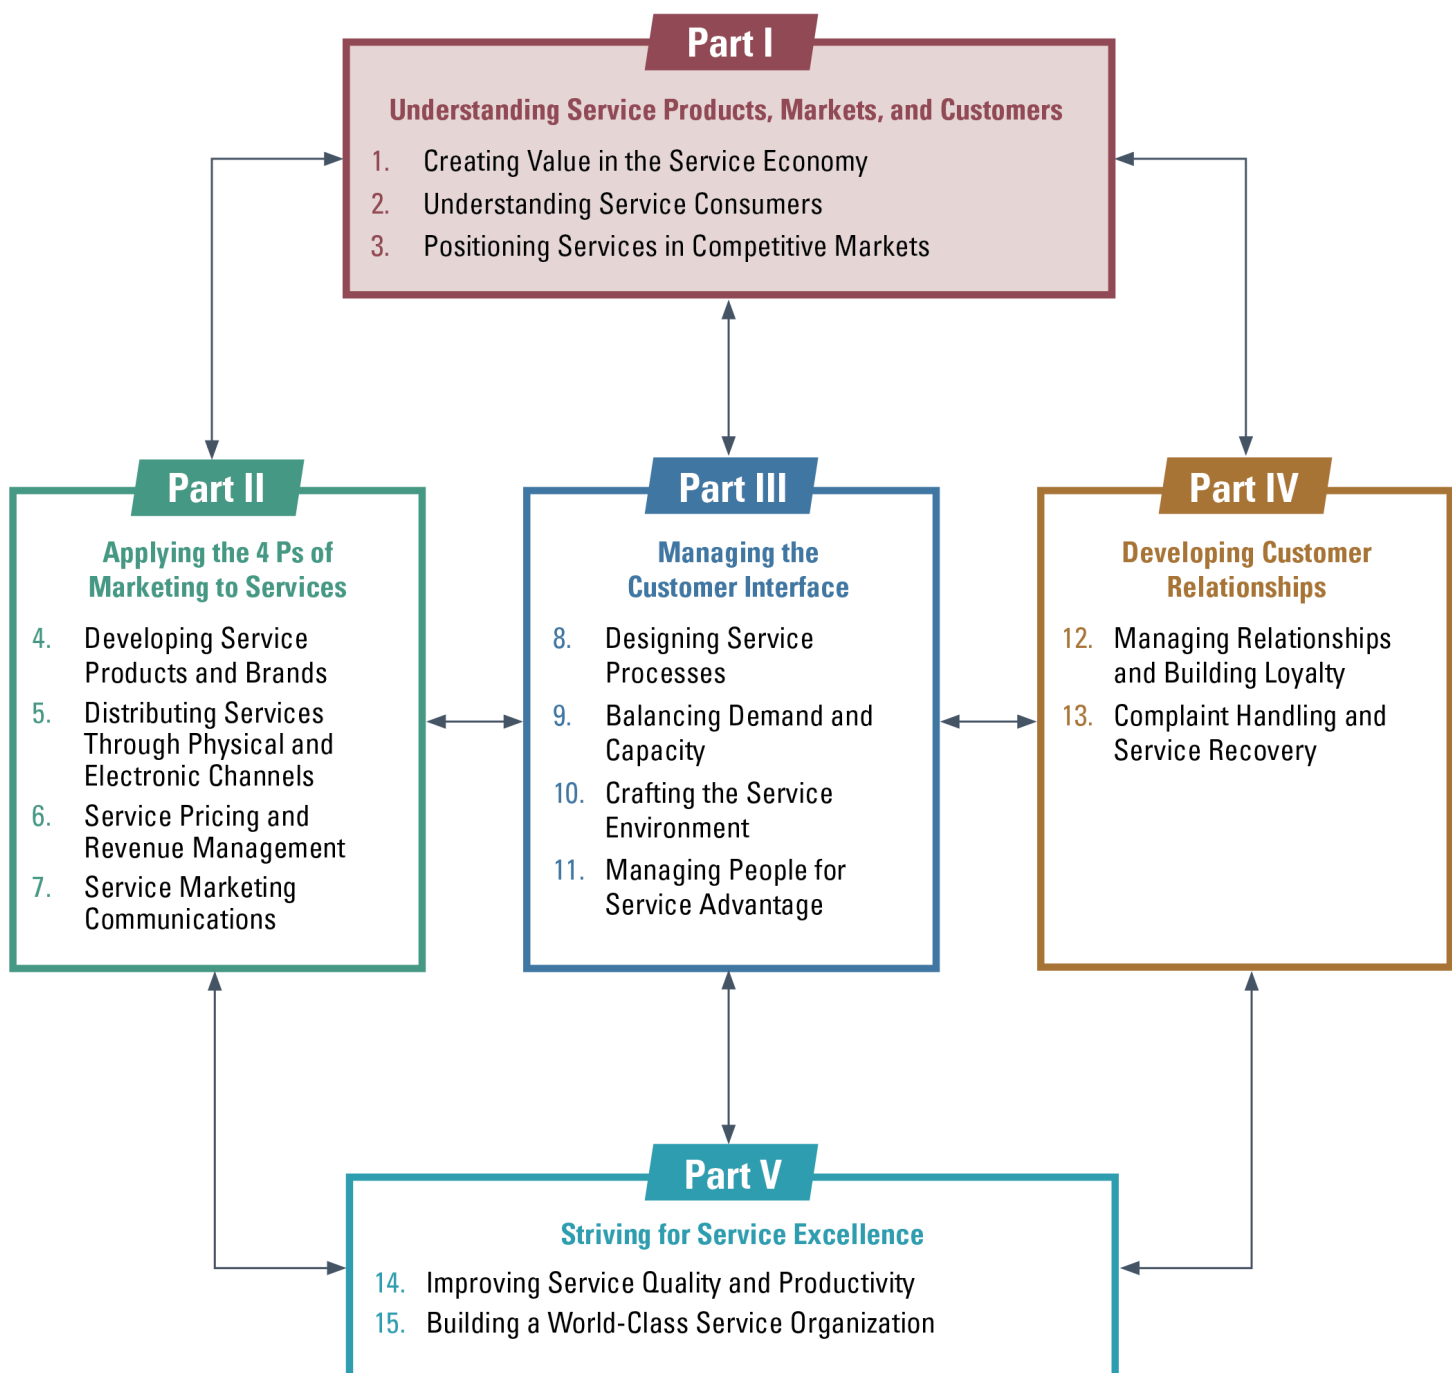 Part I
Understanding Service Products, Markets, and Customers
1. Creating Value in the Service Economy
2. Understanding Service Consumers
3. Positioning Services in Competitive Markets
Part II
Applying the 4 Ps of
Marketing to Services
4. Developing Service
Products and Brands
5. Distributing Services
Through Physical and
Electronic Channels
6. Service Pricing and
Revenue Management
7. Service Marketing
Communications
Part III
Managing the
Customer Interface
8. Designing Service
Processes
9. Balancing Demand and
Capacity
10. Crafting the Service
Environment
11. Managing People for
Service Advantage
Part IV
Developing Customer
Relationships
12. Managing Relationships
and Building Loyalty
13. Complaint Handling and
Service Recovery
Part V
Striving for Service Excellence
14. Improving Service Quality and Productivity
15. Building a World-Class Service Organization